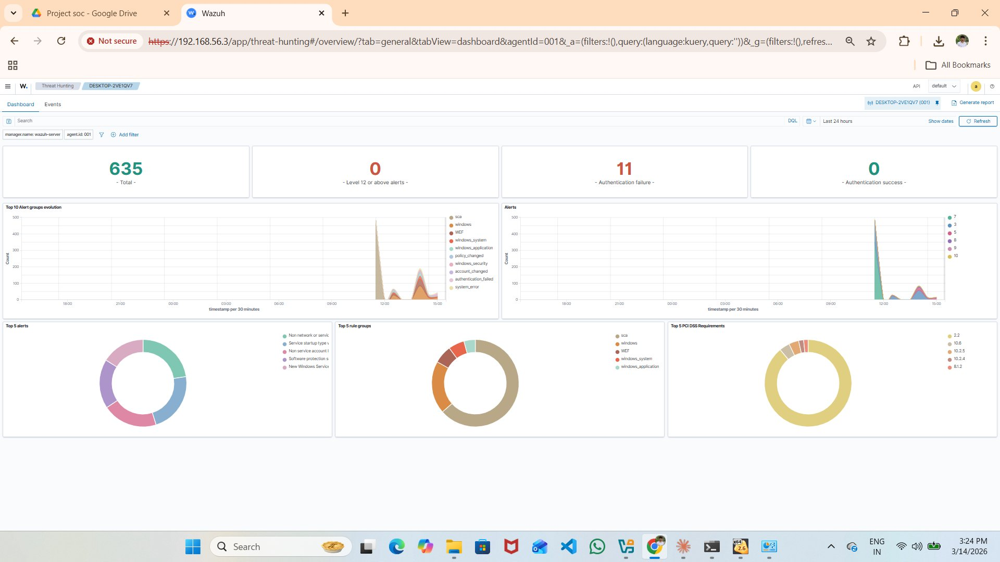 Project soc - Google Drive
Wazuh
Not secure
https://192.168.56.3/app/threat-hunting#/overview/?tab=general&tabView=dashboard&agentId=001&_a=(filters:!(),query:(language:kuery,query:''))&_g=(filters:!(),refres...
All Bookmarks
W. Threat Hunting DESKTOP-2VE1QV7 API default a
Dashboard Events DESKTOP-2VE1QV7 (001) Generate report
Search DQL Last 24 hours Show dates Refresh
manager.name: wazuh-server agent.id: 001 Add filter
635
- Total -
0
- Level 12 or above alerts -
11
- Authentication failure -
0
- Authentication success -
Top 10 Alert groups evolution
500
400
300
200
100
0
Count
18:00 21:00 00:00 03:00 06:00 09:00 12:00 15:00
timestamp per 30 minutes
sca
windows
WEF
windows_system
windows_application
policy_changed
windows_security
account_changed
authentication_failed
system_error
Alerts
500
400
300
200
100
0
Count
18:00 21:00 00:00 03:00 06:00 09:00 12:00 15:00
timestamp per 30 minutes
7
3
5
8
9
10
Top 5 alerts
Non network or servic
Service startup type v
Non service account l
Software protection s
New Windows Service
Top 5 rule groups
sca
windows
WEF
windows_system
windows_application
Top 5 PCI DSS Requirements
2.2
10.6
10.2.5
10.2.4
8.1.2
Search
x64
2.6
ENG
IN
3:24 PM
3/14/2026